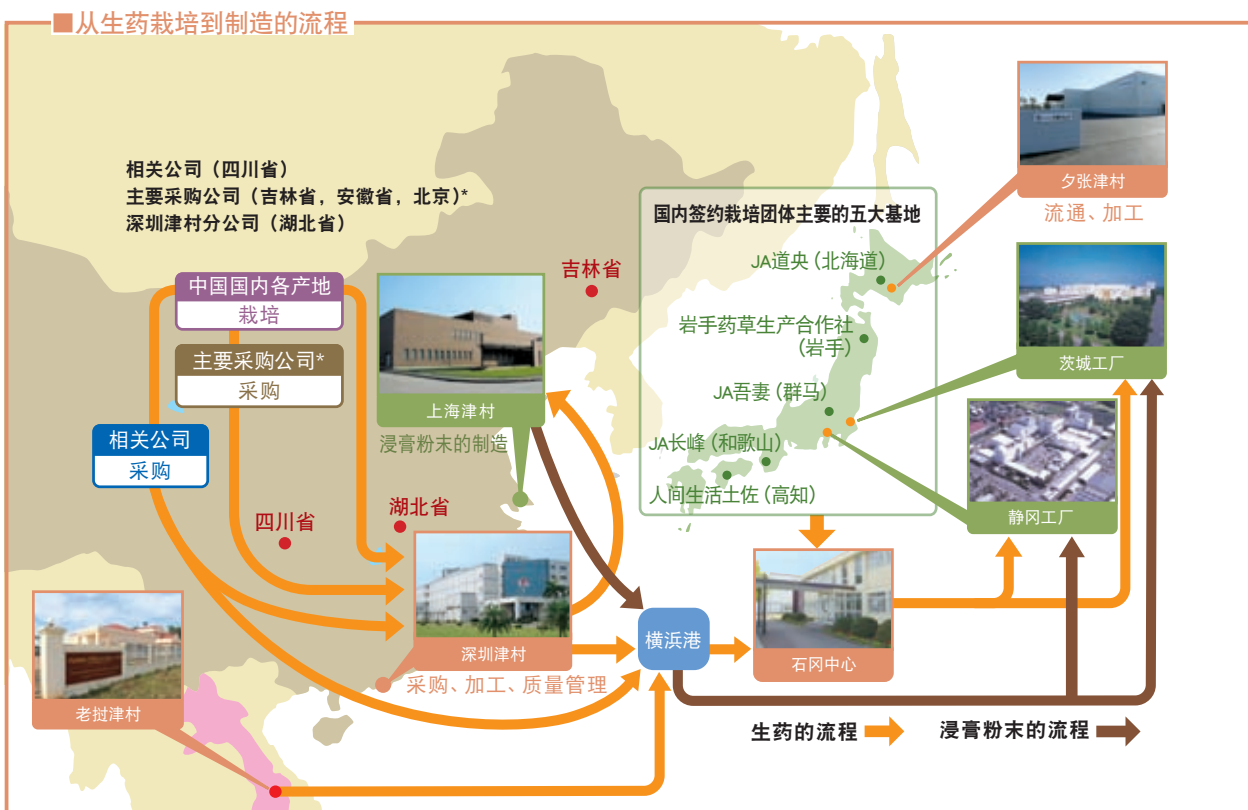 ■从生药栽培到制造的流程
相关公司（四川省）
主要采购公司（吉林省，安徽省，北京）*
深圳津村分公司（湖北省）
中国国内各产地
栽培
主要采购公司*
采购
相关公司
采购
吉林省
四川省
湖北省
上海津村
浸膏粉末的制造
深圳津村
采购、加工、质量管理
老挝津村
国内签约栽培团体主要的五大基地
JA道央（北海道）
岩手药草生产合作社
（岩手）
JA吾妻（群马）
JA长峰（和歌山）
人间生活土佐（高知）
夕张津村
流通、加工
茨城工厂
静冈工厂
横浜港
石冈中心
生药的流程
浸膏粉末的流程